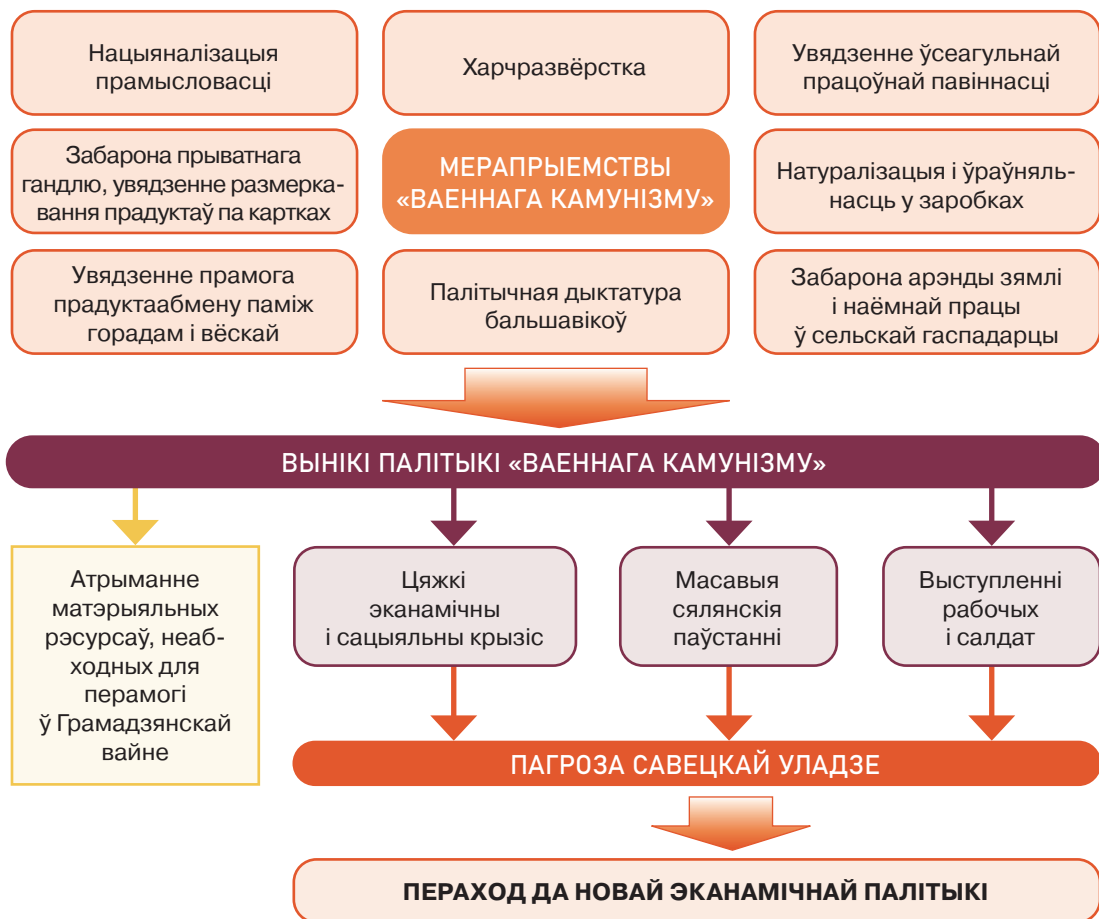 Нацыяналізацыя
прамысловасці
Харчразвёрстка
Увядзенне ўсеагульнай
працоўнай павіннасці
Забарона прыватнага
гандлю, увядзенне размерка-
вання прадуктаў па картках
МЕРАПРЫЕМСТВЫ
«ВАЕННАГА КАМУНІЗМУ»
Натуралізацыя і ўраўняль-
насць у заробках
Увядзенне прамога
прадуктаабмену паміж
горадам і вёскай
Палітычная дыктатура
бальшавікоў
Забарона арэнды зямлі
і наёмнай працы
ў сельскай гаспадарцы
ВЫНІКІ ПАЛІТЫКІ «ВАЕННАГА КАМУНІЗМУ»
Атрыманне
матэрыяльных
рэсурсаў, неаб-
ходных для
перамогі
ў Грамадзянскай
вайне
Цяжкі
эканамічны
і сацыяльны крызіс
Масавыя
сялянскія
паўстанні
Выступленні
рабочых
і салдат
ПАГРОЗА САВЕЦКАЙ УЛАДЗЕ
ПЕРАХОД ДА НОВАЙ ЭКАНАМІЧНАЙ ПАЛІТЫКІ